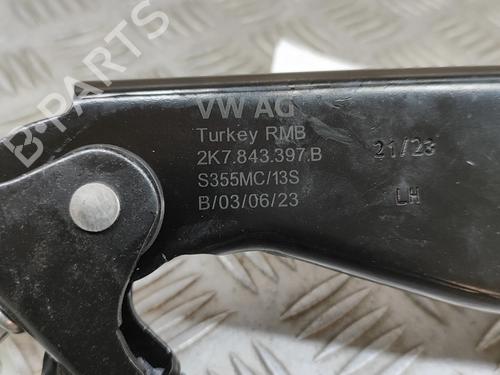 B-PARTS
VW AG
Turkey RMB
2K7.843.397.B
S355MC/13S
B/03/06/23
21/23
LH